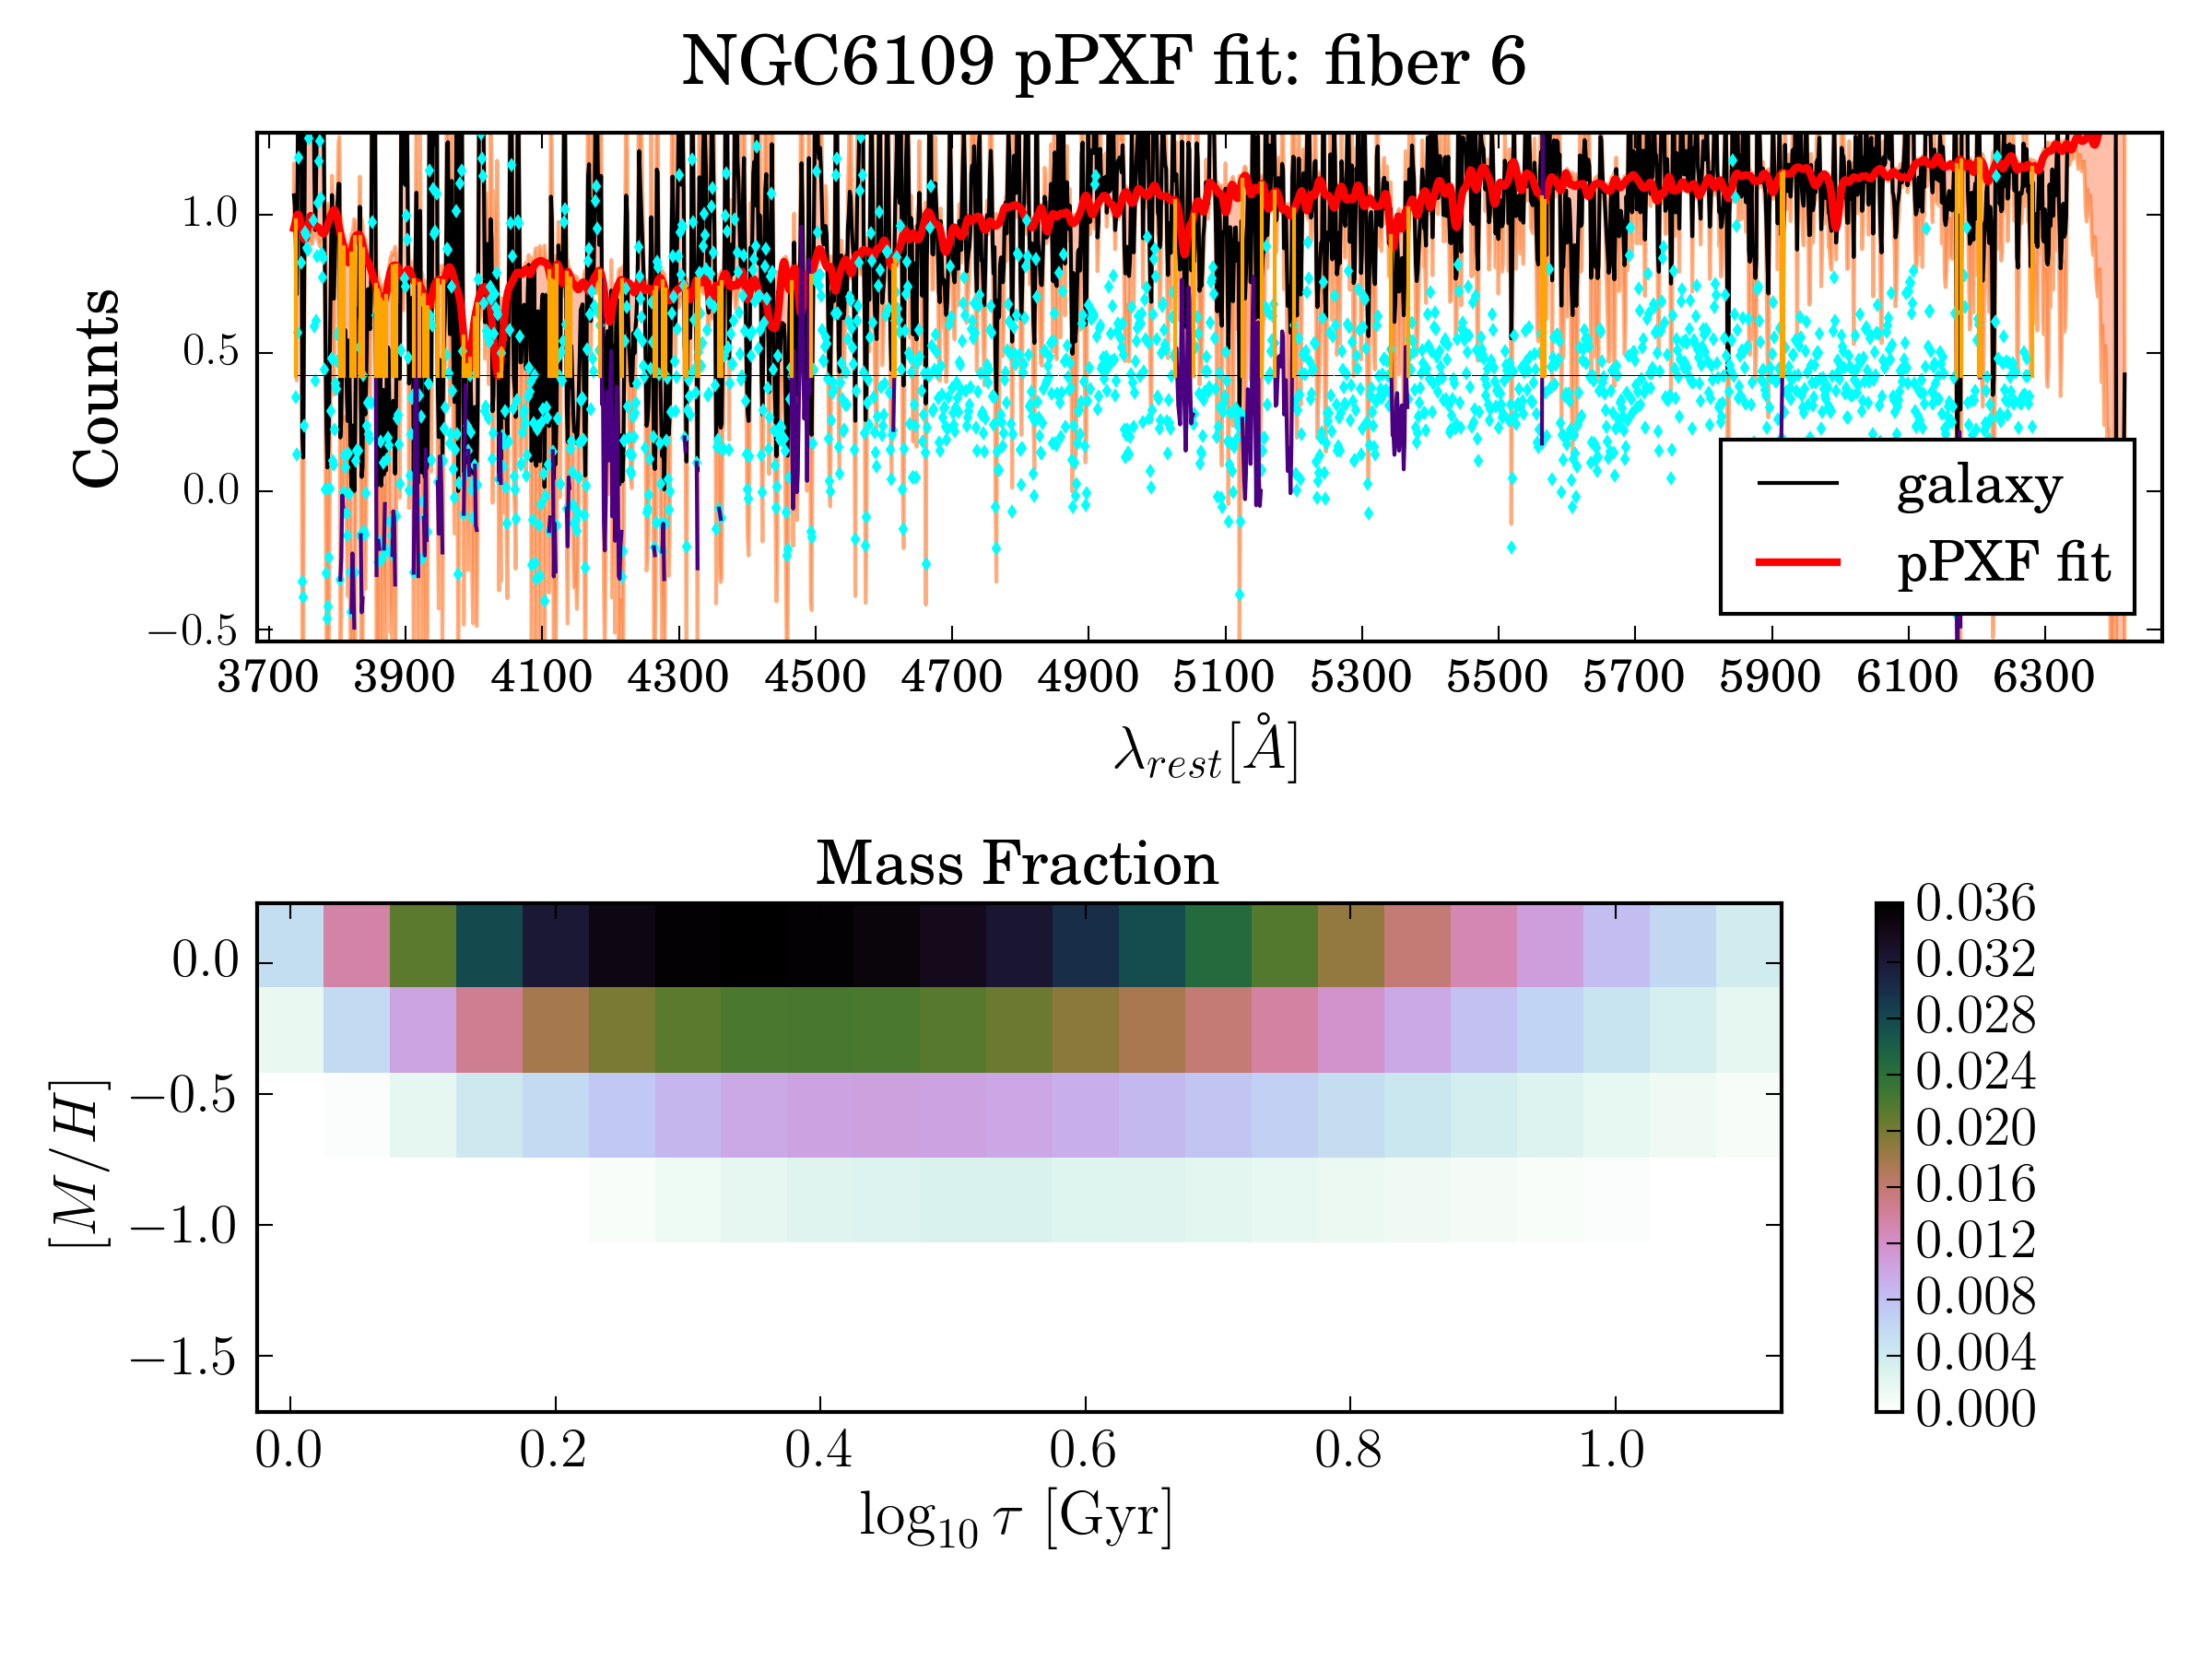 NGC6109 pPXF fit: fiber 6
Counts
1.0
0.5
0.0
−0.5
galaxy
pPXF fit
3700 3900 4100 4300 4500 4700 4900 5100 5300 5500 5700 5900 6100 6300
λrest[Å]
Mass Fraction
[M/H]
0.0
−0.5
−1.0
−1.5
0.0 0.2 0.4 0.6 0.8 1.0
log10 τ [Gyr]
0.036
0.032
0.028
0.024
0.020
0.016
0.012
0.008
0.004
0.000